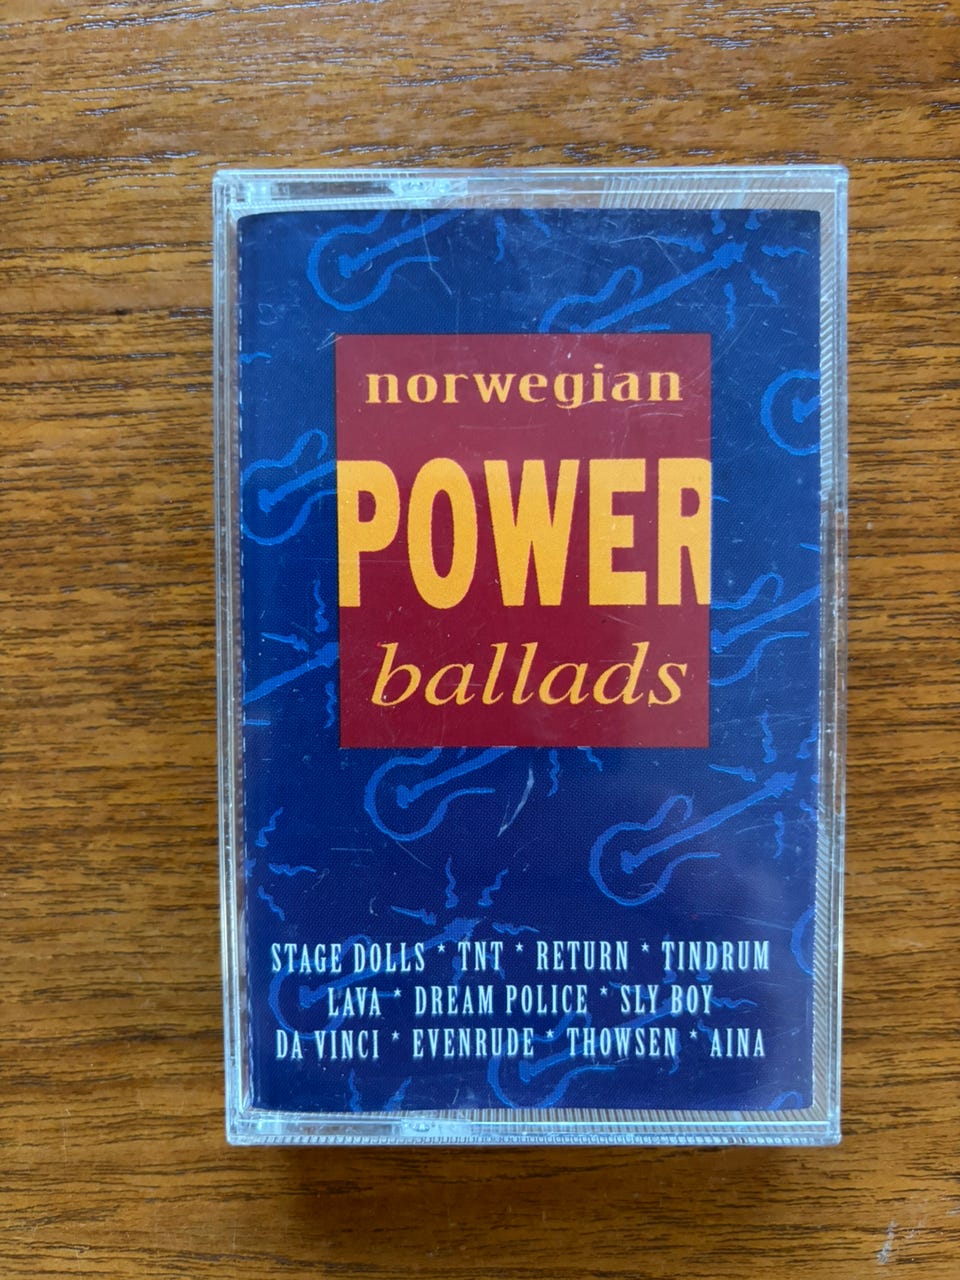 norwegian
POWER
ballads
STAGE DOLLS * TNT * RETURN * TINDRUM
LAVA * DREAM POLICE * SLY BOY
DA VINCI * EVENRUDE * THOWSEN * AINA